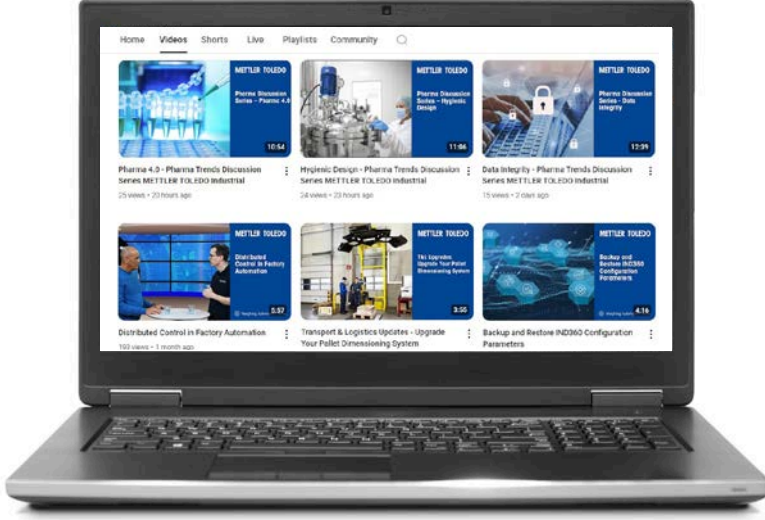 Home Videos Shorts Live Playlists Community
METTLER TOLEDO
Pharma Discussion
Series – Pharma 4.0
10:54
METTLER TOLEDO
Pharma Discussion
Series – Hygienic
Design
11:06
METTLER TOLEDO
Pharma Discussion
Series - Data
Integrity
12:39
Pharma 4.0 - Pharma Trends Discussion
Series METTLER TOLEDO Industrial
25 views • 20 hours ago
Hygienic Design - Pharma Trends Discussion
Series METTLER TOLEDO Industrial
24 views • 23 hours ago
Data Integrity - Pharma Trends Discussion
Series METTLER TOLEDO Industrial
15 views • 2 days ago
METTLER TOLEDO
Distributed
Control in Factory
Automation
5:57
METTLER TOLEDO
Upgrade Your Pallet
Dimensioning System
3:55
METTLER TOLEDO
Backup and
Restore IND360
Configuration
Parameters
4:16
Distributed Control in Factory Automation
193 views • 1 month ago
Transport & Logistics Updates - Upgrade
Your Pallet Dimensioning System
Backup and Restore IND360 Configuration
Parameters